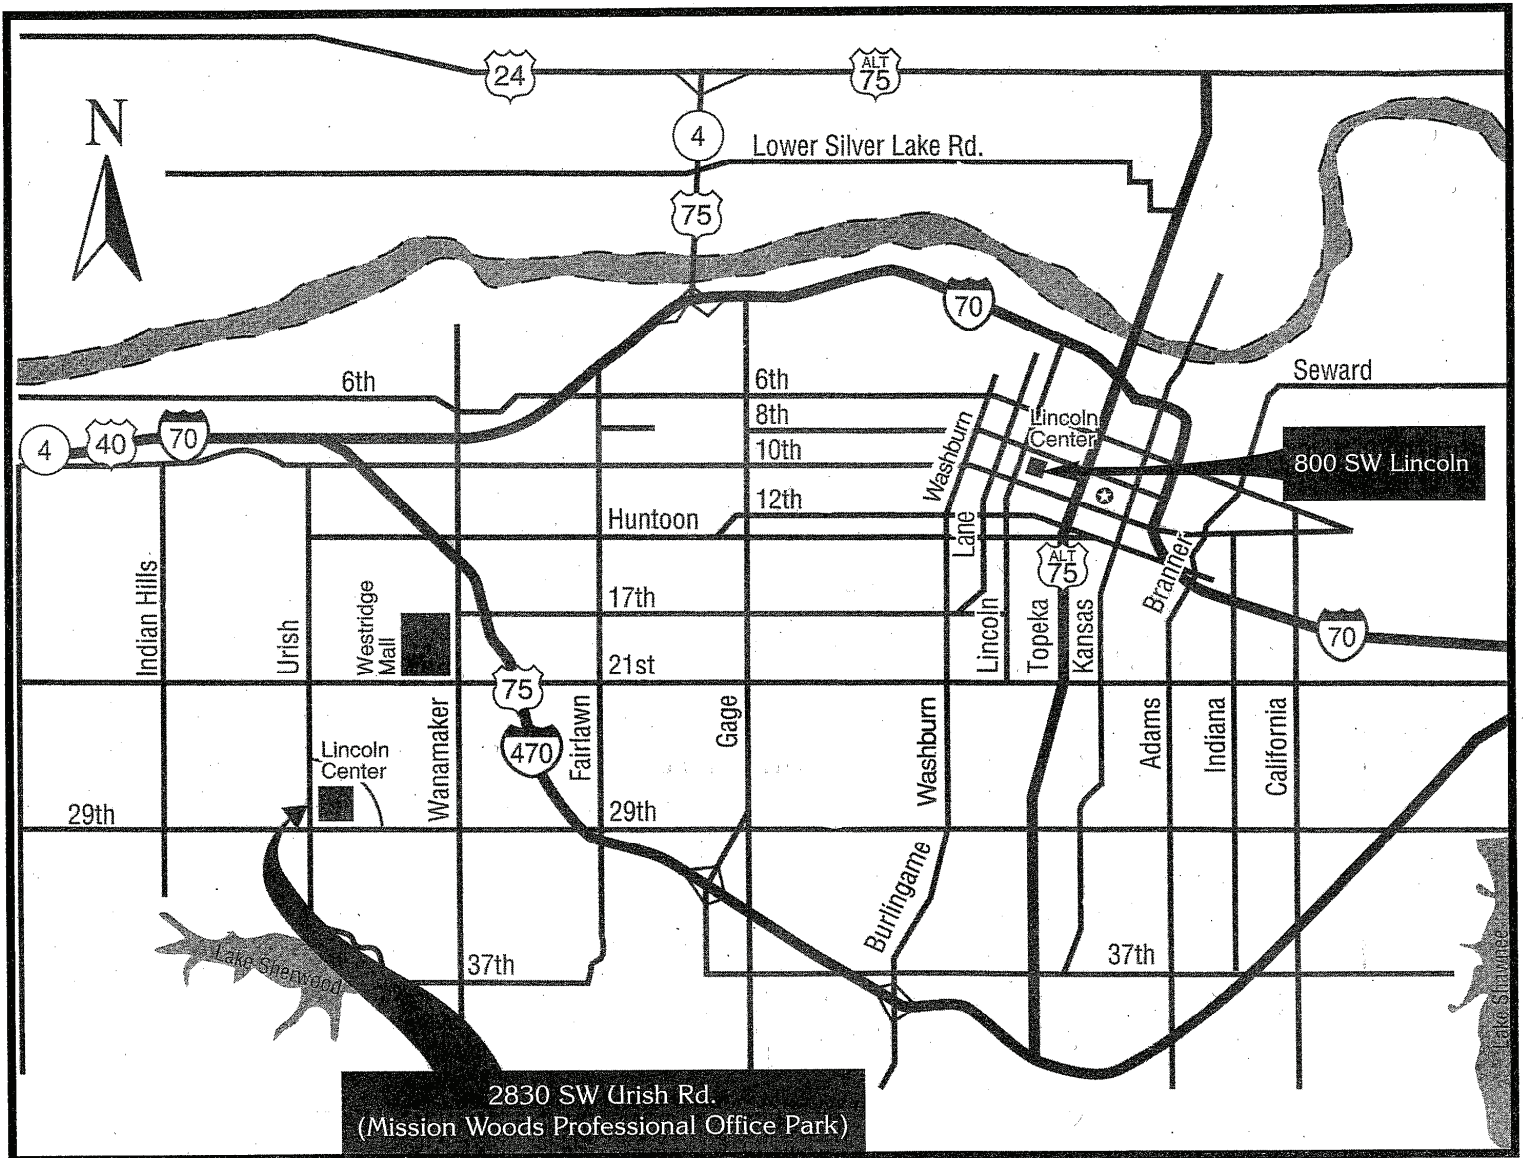 24
ALT
75
N
4
Lower Silver Lake Rd.
75
70
Seward
6th
6th
8th
Lincoln
Center
Washburn
4
40
70
10th
800 SW Lincoln
12th
Huntoon
Lane
ALT
75
Branner
Indian Hills
Urish
Westridge
Mall
17th
Lincoln
Topeka
Kansas
70
21st
75
470
Wanamaker
Fairlawn
Gage
Washburn
Adams
Indiana
California
Lincoln
Center
29th
29th
Burlingame
Lake Sherwood
37th
37th
Lake Shawnee
2830 SW Urish Rd.
(Mission Woods Professional Office Park)